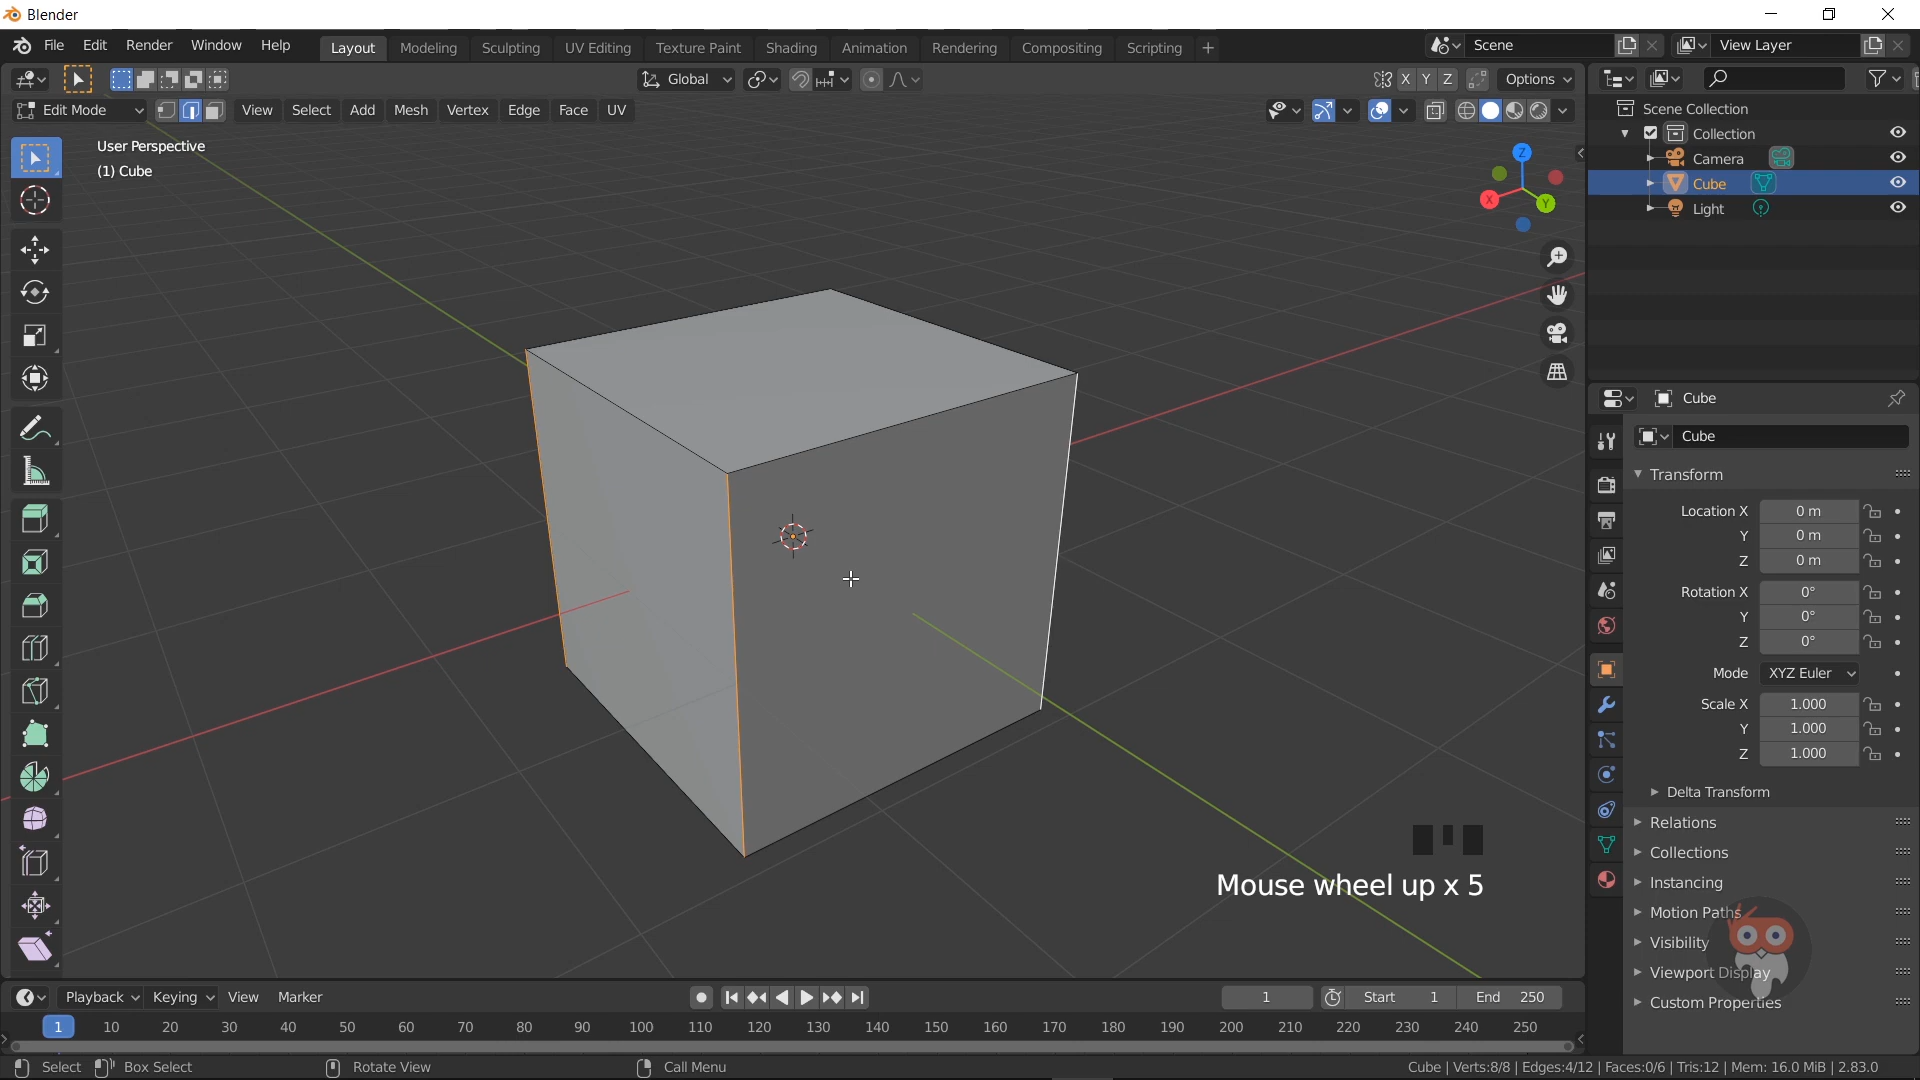 Blender
File Edit Render Window Help Layout Modeling Sculpting UV Editing Texture Paint Shading Animation Rendering Compositing Scripting + Scene View Layer
Global X Y Z Options
Edit Mode View Select Add Mesh Vertex Edge Face UV
User Perspective
(1) Cube
Z
X
Y
Scene Collection
Collection
Camera
Cube
Light
Cube
Cube
Transform
Location X 0 m
Y 0 m
Z 0 m
Rotation X 0°
Y 0°
Z 0°
Mode XYZ Euler
Scale X 1.000
Y 1.000
Z 1.000
Delta Transform
Relations
Collections
Instancing
Motion Paths
Visibility
Viewport Display
Custom Properties
Mouse wheel up x 5
Playback Keying View Marker 1 Start 1 End 250
1 10 20 30 40 50 60 70 80 90 100 110 120 130 140 150 160 170 180 190 200 210 220 230 240 250
Select Box Select Rotate View Call Menu Cube | Verts:8/8 | Edges:4/12 | Faces:0/6 | Tris:12 | Mem: 16.0 MiB | 2.83.0